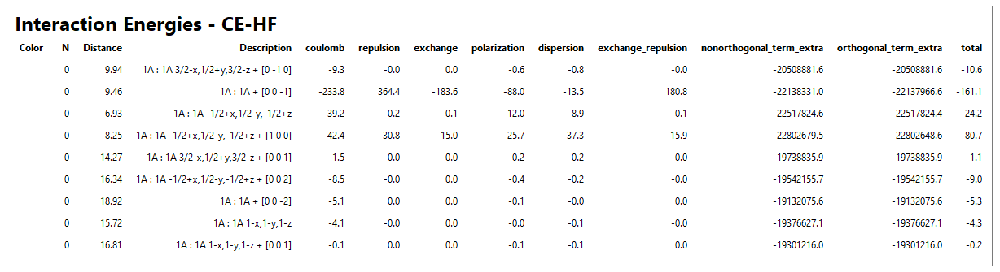 Interaction Energies - CE-HF
Color N Distance Description coulomb repulsion exchange polarization dispersion exchange_repulsion nonorthogonal_term_extra orthogonal_term_extra total
0 9.94 1A : 1A 3/2-x,1/2+y,3/2-z + [0 -1 0] -9.3 -0.0 0.0 -0.6 -0.8 -0.0 -20508881.6 -20508881.6 -10.6
0 9.46 1A : 1A + [0 0 -1] -233.8 364.4 -183.6 -88.0 -13.5 180.8 -22138331.0 -22137966.6 -161.1
0 6.93 1A : 1A -1/2+x,1/2-y,-1/2+z 39.2 0.2 -0.1 -12.0 -8.9 0.1 -22517824.6 -22517824.4 24.2
0 8.25 1A : 1A -1/2+x,1/2-y,-1/2+z + [1 0 0] -42.4 30.8 -15.0 -25.7 -37.3 15.9 -22802679.5 -22802648.6 -80.7
0 14.27 1A : 1A 3/2-x,1/2+y,3/2-z + [0 0 1] 1.5 -0.0 0.0 -0.2 -0.2 -0.0 -19738835.9 -19738835.9 1.1
0 16.34 1A : 1A -1/2+x,1/2-y,-1/2+z + [0 0 2] -8.5 -0.0 0.0 -0.4 -0.2 -0.0 -19542155.7 -19542155.7 -9.0
0 18.92 1A : 1A + [0 0 -2] -5.1 0.0 0.0 -0.1 -0.0 0.0 -19132075.6 -19132075.6 -5.3
0 15.72 1A : 1A 1-x,1-y,1-z -4.1 -0.0 0.0 -0.0 -0.1 -0.0 -19376627.1 -19376627.1 -4.3
0 16.81 1A : 1A 1-x,1-y,1-z + [0 0 1] -0.1 0.0 0.0 -0.1 -0.1 0.0 -19301216.0 -19301216.0 -0.2